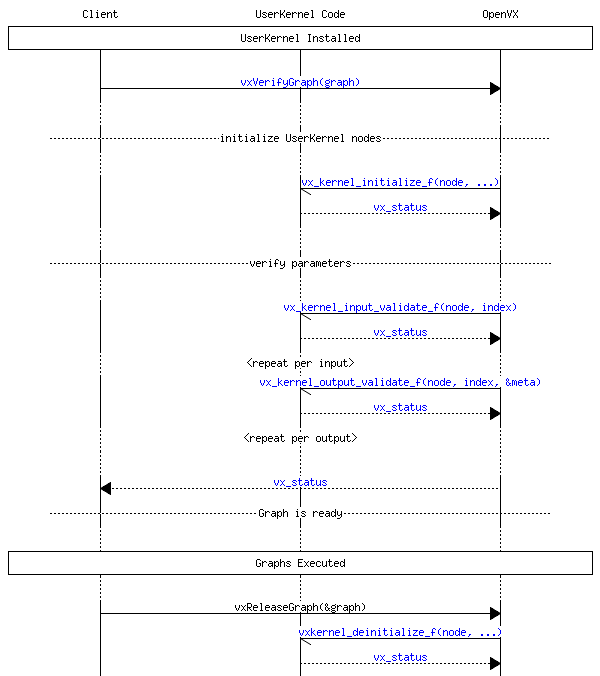 Client UserKernel Code OpenVX
UserKernel Installed
vxVerifyGraph(graph)
initialize UserKernel nodes
vx_kernel_initialize_f(node, ...)
vx_status
verify parameters
vx_kernel_input_validate_f(node, index)
vx_status
<repeat per input>
vx_kernel_output_validate_f(node, index, &meta)
vx_status
<repeat per output>
vx_status
Graph is ready
Graphs Executed
vxReleaseGraph(&graph)
vxkernel_deinitialize_f(node, ...)
vx_status